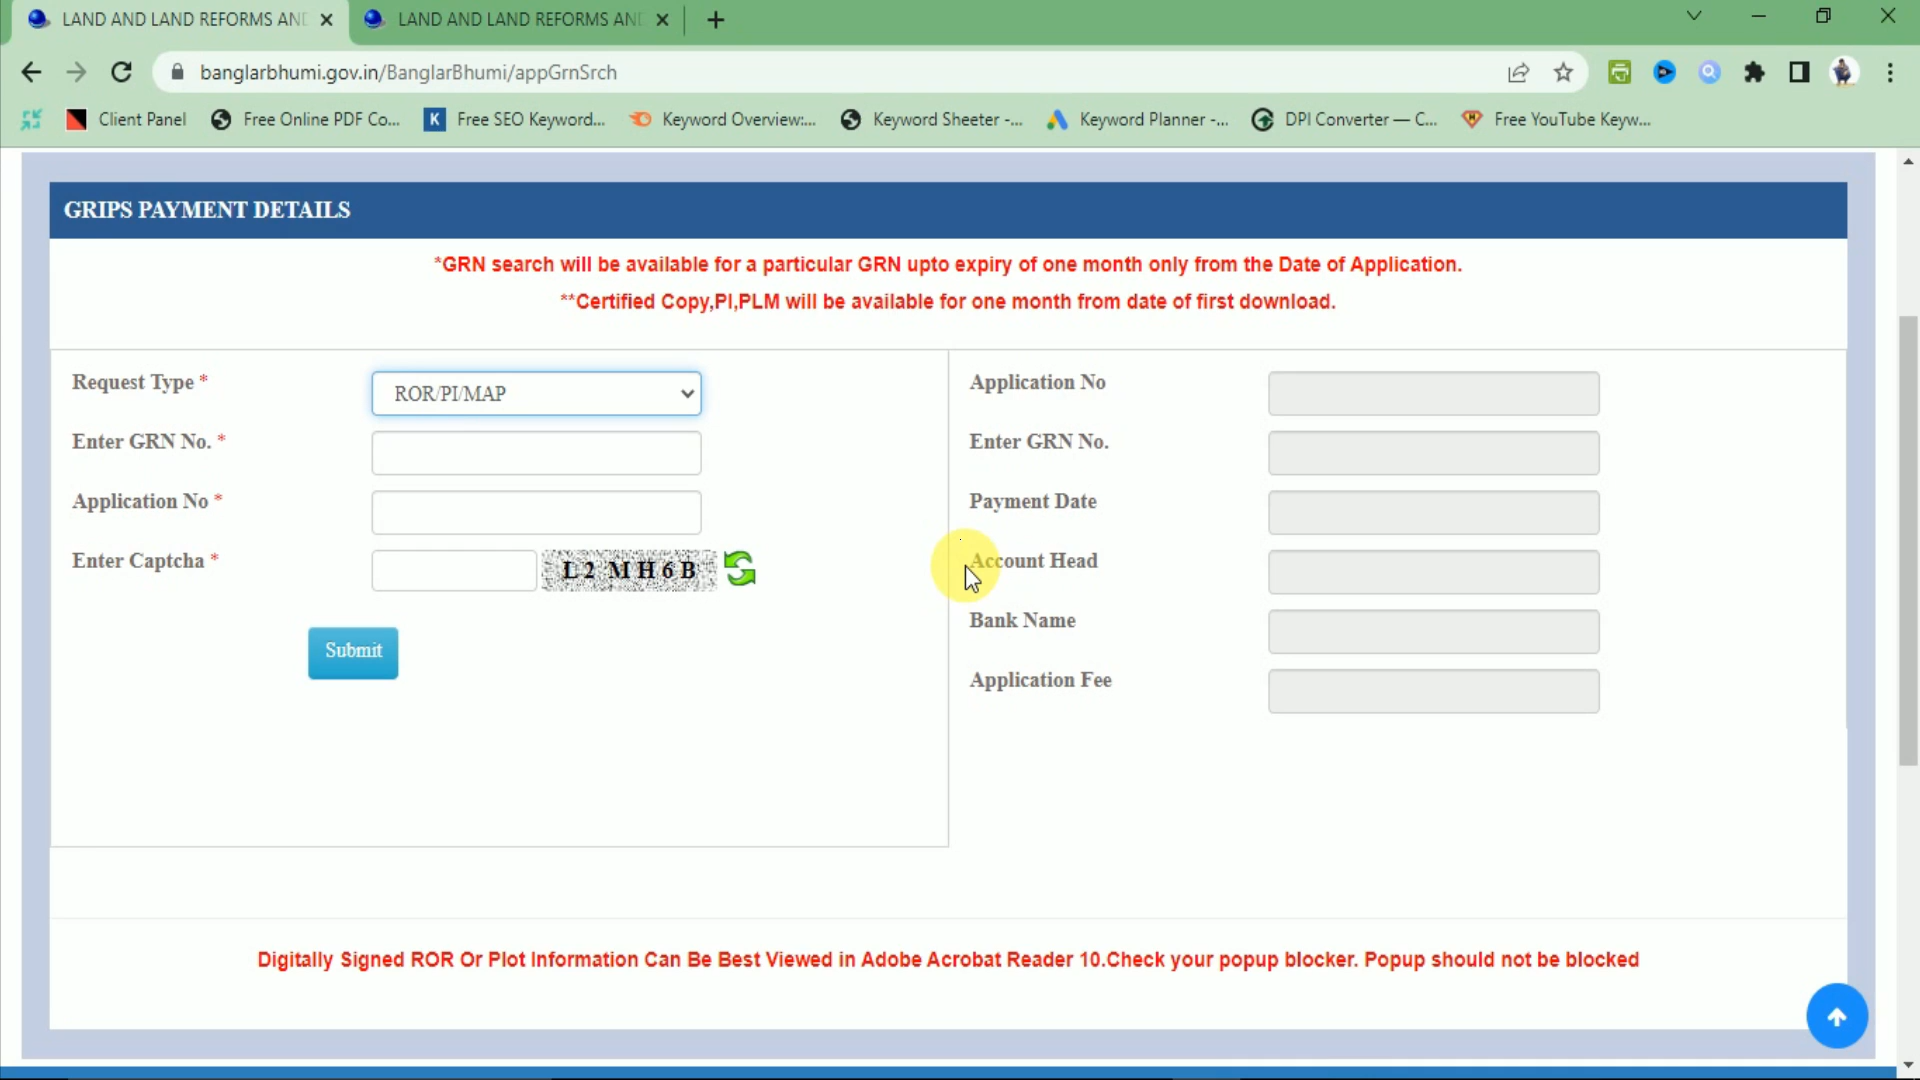 LAND AND LAND REFORMS AND
LAND AND LAND REFORMS AND
banglarbhumi.gov.in/BanglarBhumi/appGrnSrch
Client Panel
Free Online PDF Co...
K
Free SEO Keyword...
Keyword Overview:...
Keyword Sheeter -...
Keyword Planner -...
DPI Converter — C...
Free YouTube Keyw...
GRIPS PAYMENT DETAILS
*GRN search will be available for a particular GRN upto expiry of one month only from the Date of Application.
**Certified Copy,PI,PLM will be available for one month from date of first download.
Request Type *
ROR/PI/MAP
Enter GRN No. *
Application No *
Enter Captcha *
L2 MH6B
Submit
Application No
Enter GRN No.
Payment Date
Account Head
Bank Name
Application Fee
Digitally Signed ROR Or Plot Information Can Be Best Viewed in Adobe Acrobat Reader 10.Check your popup blocker. Popup should not be blocked